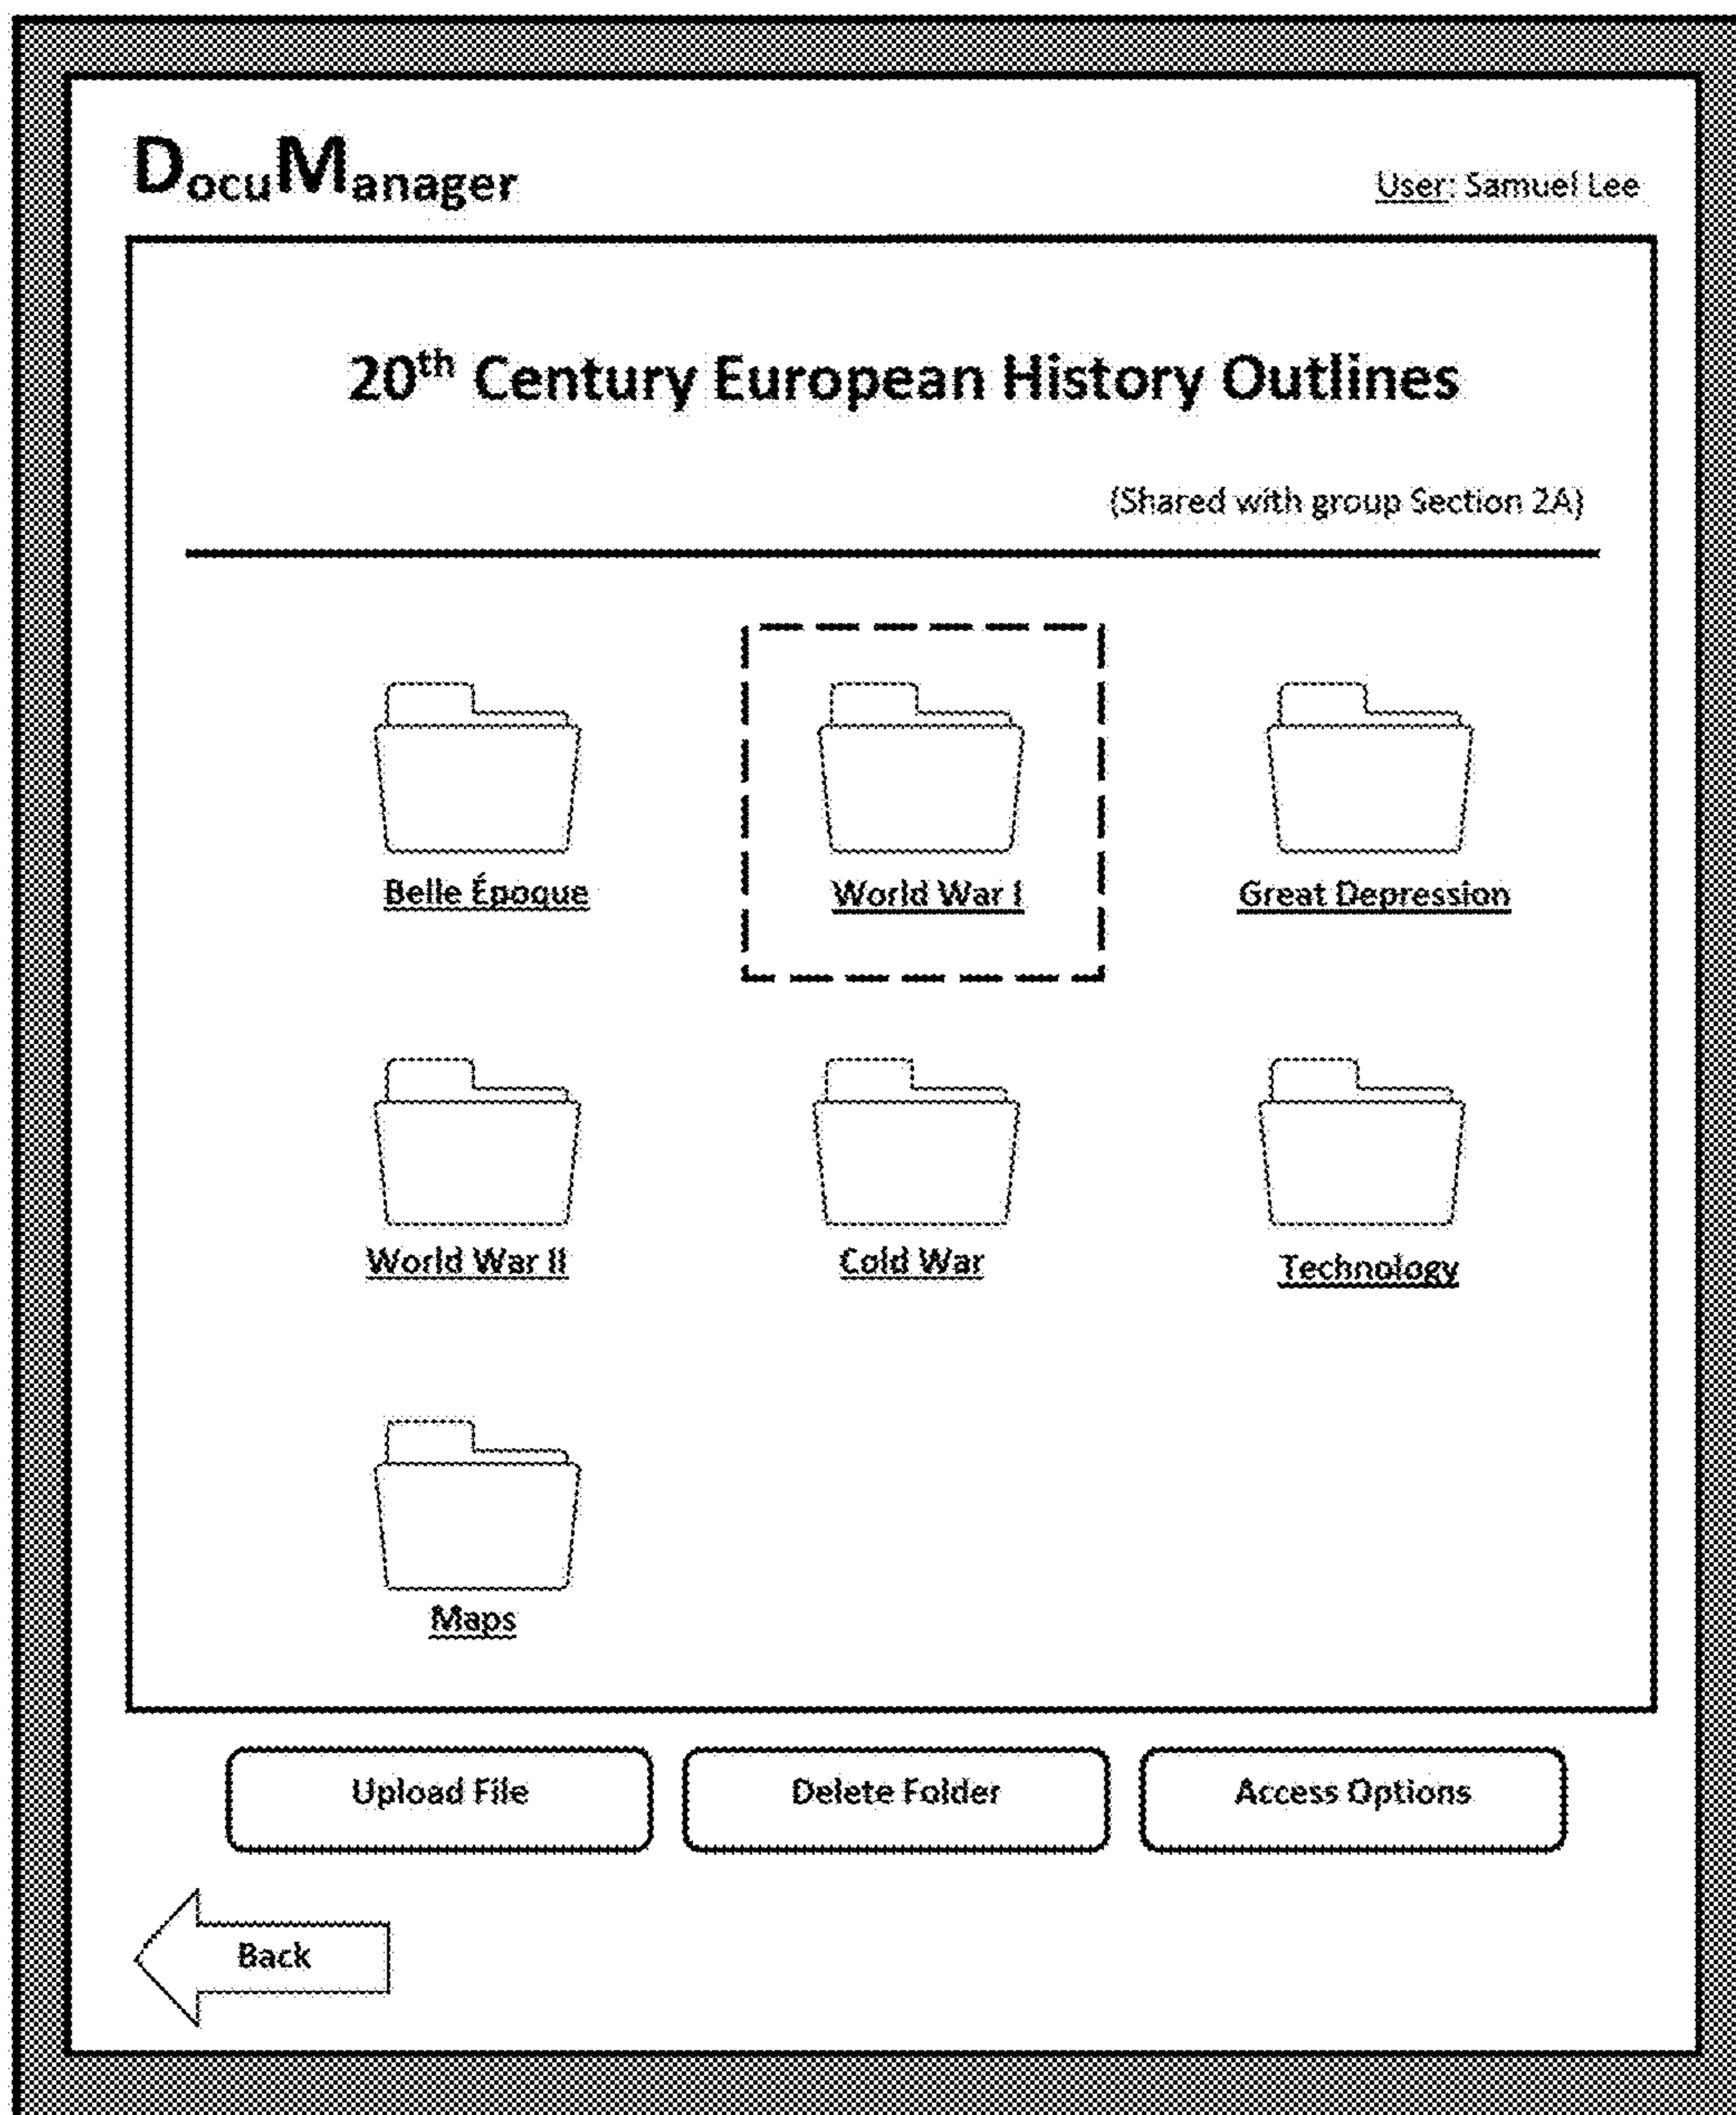 DocuManager
User: Samuel Lee
20th Century European History Outlines
(Shared with group Section 2A)
Belle Époque
World War I
Great Depression
World War II
Cold War
Technology
Maps
Upload File
Delete Folder
Access Options
Back